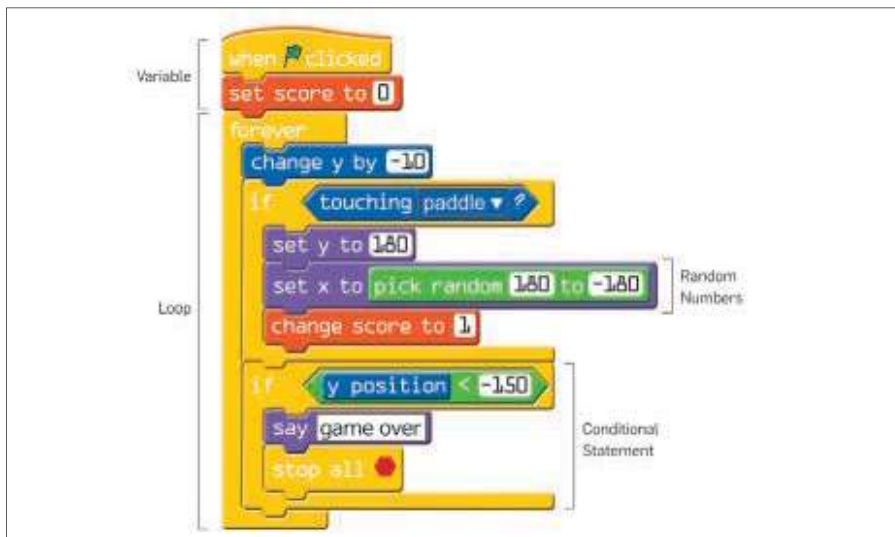 when clicked
Variable
set score to 0
forever
change y by -10
if touching paddle ▼ ?
set y to 180
set x to pick random 180 to -180
Random
Numbers
Loop
change score to 1
if y position < -150
say game over
Conditional
Statement
stop all